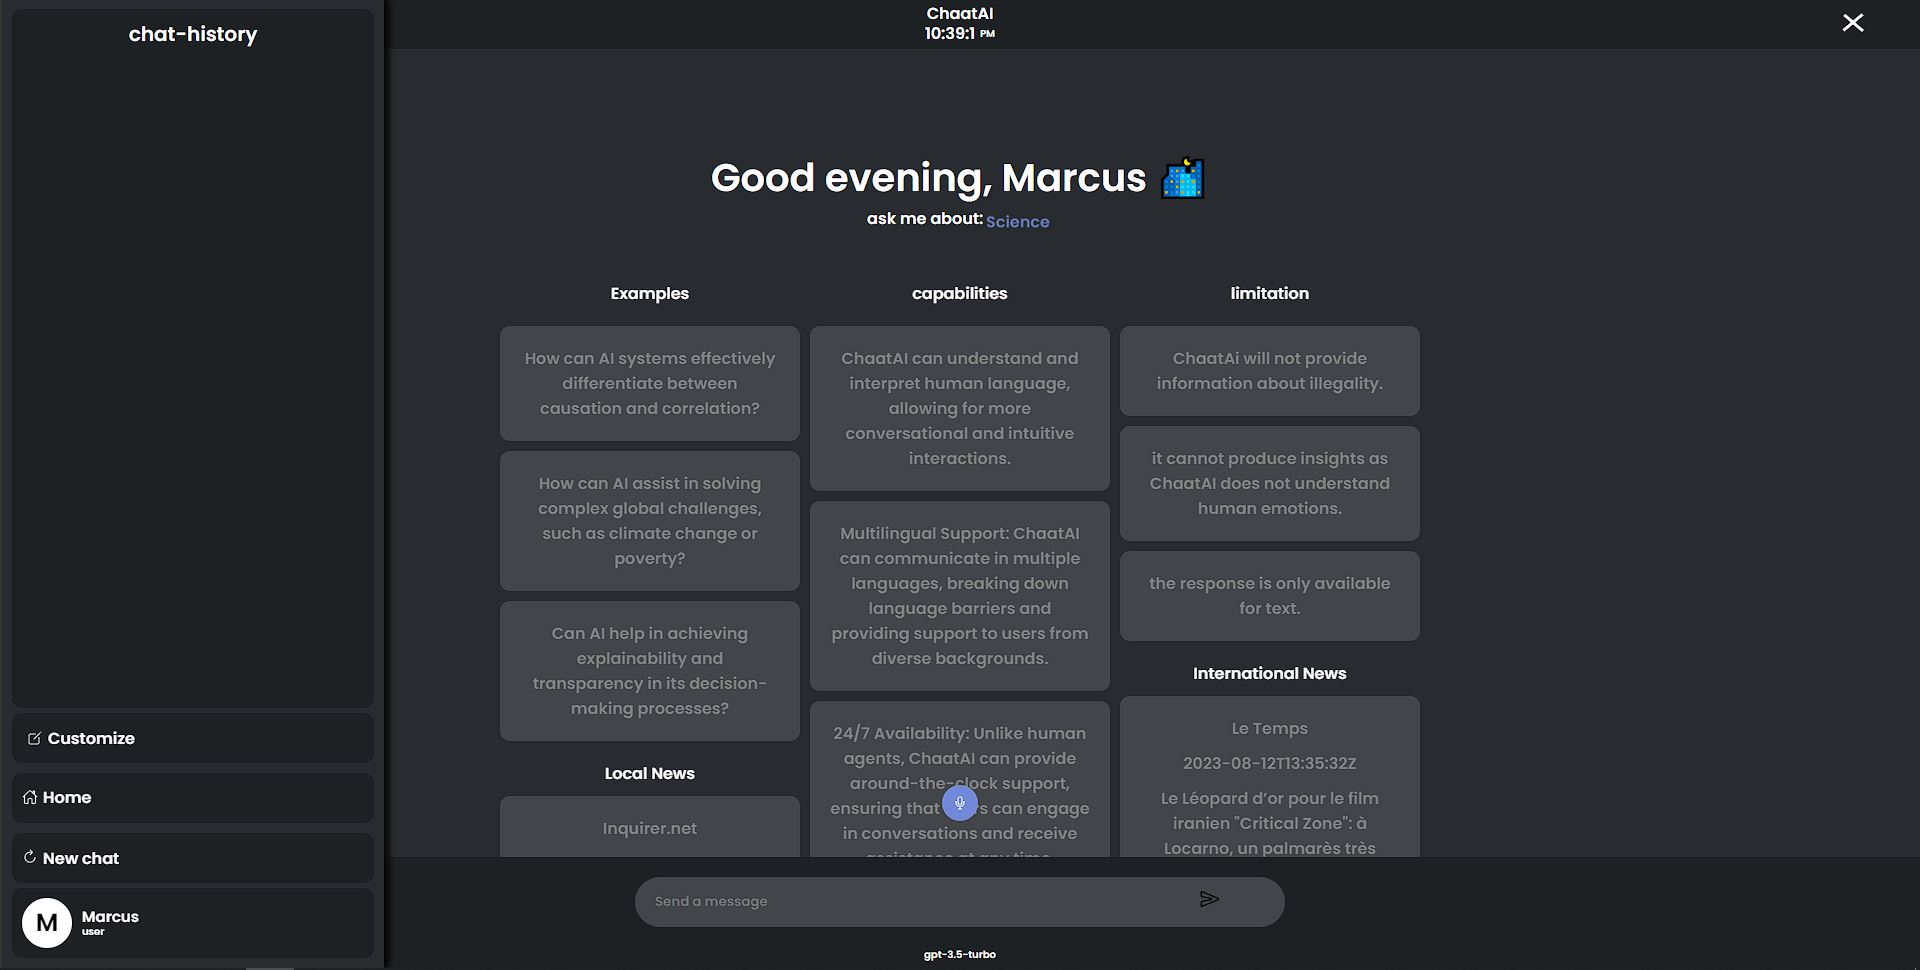 chat-history
Customize
Home
New chat
M
Marcus
user
ChaatAI
10:39:1 PM
Good evening, Marcus
ask me about: Science
Examples
How can AI systems effectively
differentiate between
causation and correlation?
How can AI assist in solving
complex global challenges,
such as climate change or
poverty?
Can AI help in achieving
explainability and
transparency in its decision-
making processes?
Local News
Inquirer.net
capabilities
ChaatAI can understand and
interpret human language,
allowing for more
conversational and intuitive
interactions.
Multilingual Support: ChaatAI
can communicate in multiple
languages, breaking down
language barriers and
providing support to users from
diverse backgrounds.
24/7 Availability: Unlike human
agents, ChaatAI can provide
around-the-clock support,
ensuring that can engage
in conversations and receive
assistance at any time
limitation
ChaatAi will not provide
information about illegality.
it cannot produce insights as
ChaatAI does not understand
human emotions.
the response is only available
for text.
International News
Le Temps
2023-08-12T13:35:32Z
Le Léopard d’or pour le film
iranien "Critical Zone": à
Locarno, un palmarès très
Send a message
gpt-3.5-turbo